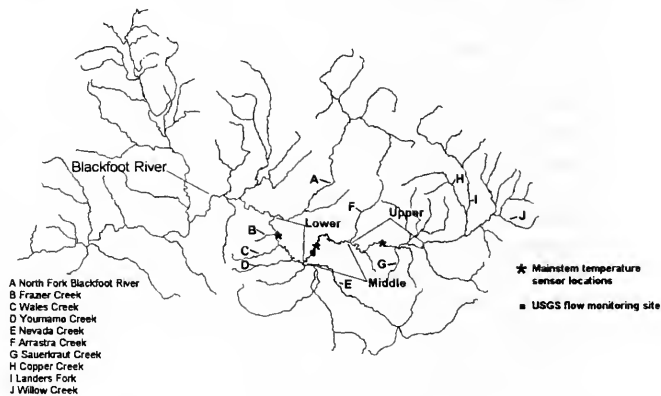 Blackfoot River
A
H
F
I
Lower
Upper
J
B
C
D
G
E
Middle
Mainstem temperature
sensor locations
USGS flow monitoring site
A North Fork Blackfoot River
B Frazier Creek
C Wales Creek
D Yournamo Creek
E Nevada Creek
F Arrastra Creek
G Sauerkraut Creek
H Copper Creek
I Landers Fork
J Willow Creek